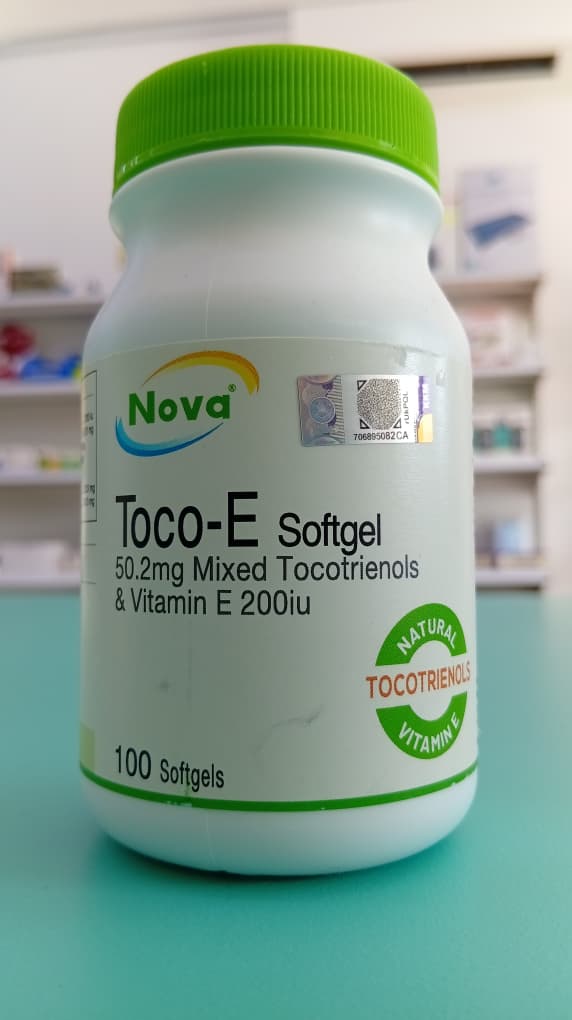 Nova®
706895082CA
Toco-E Softgel
50.2mg Mixed Tocotrienols
& Vitamin E 200iu
NATURAL
TOCOTRIENOLS
VITAMIN E
100 Softgels